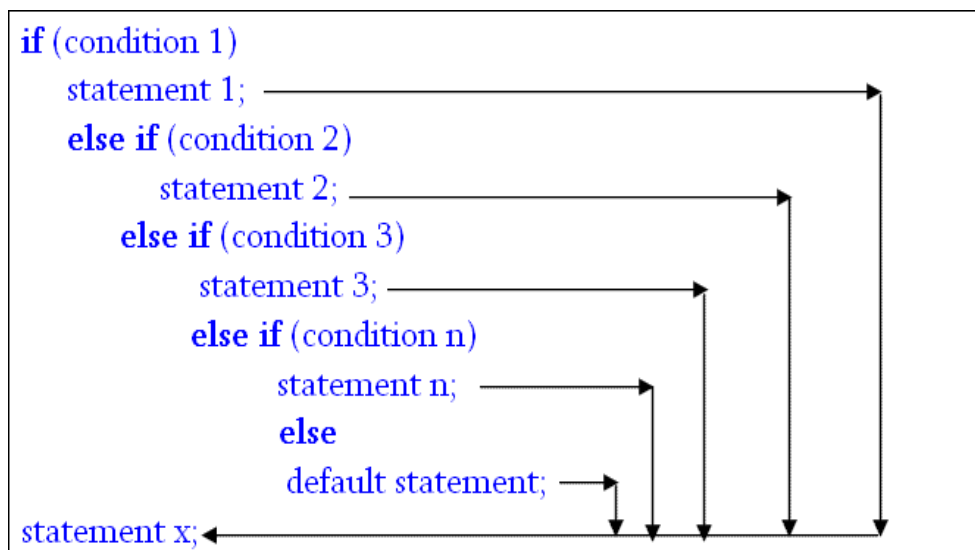 if (condition 1)
statement 1;
else if (condition 2)
statement 2;
else if (condition 3)
statement 3;
else if (condition n)
statement n;
else
default statement;
statement x;